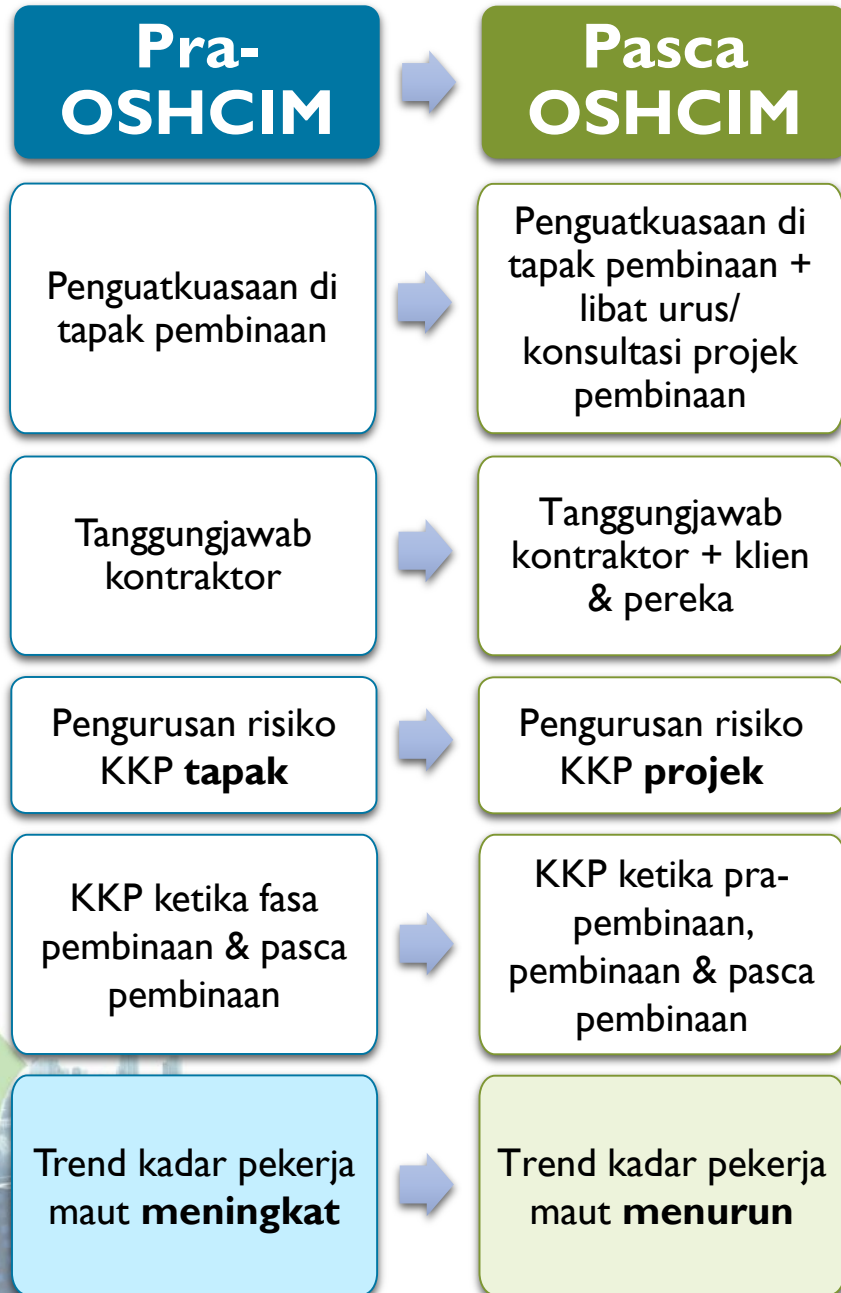 Pra-
OSHCIM
Pasca
OSHCIM
Penguatkuasaan di
tapak pembinaan
Penguatkuasaan di
tapak pembinaan +
libat urus/
konsultasi projek
pembinaan
Tanggungjawab
kontraktor
Tanggungjawab
kontraktor + klien
& pereka
Pengurusan risiko
KKP tapak
Pengurusan risiko
KKP projek
KKP ketika fasa
pembinaan & pasca
pembinaan
KKP ketika pra-
pembinaan,
pembinaan & pasca
pembinaan
Trend kadar pekerja
maut meningkat
Trend kadar pekerja
maut menurun